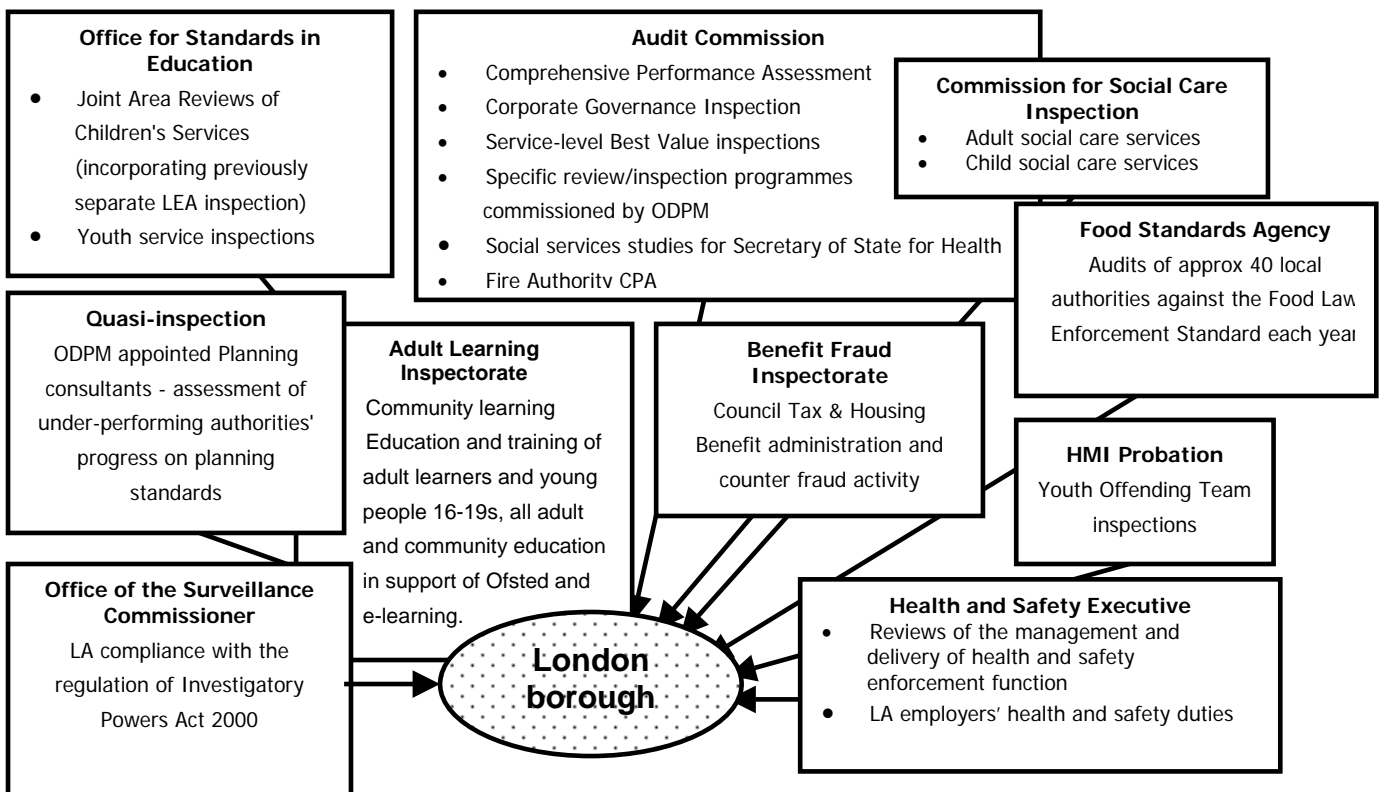 Office for Standards in
Education
• Joint Area Reviews of
Children's Services
(incorporating previously
separate LEA inspection)
• Youth service inspections
Audit Commission
• Comprehensive Performance Assessment
• Corporate Governance Inspection
• Service-level Best Value inspections
• Specific review/inspection programmes
commissioned by ODPM
• Social services studies for Secretary of State for Health
• Fire Authority CPA
Commission for Social Care
Inspection
• Adult social care services
• Child social care services
Food Standards Agency
Audits of approx 40 local
authorities against the Food Law
Enforcement Standard each year
Quasi-inspection
ODPM appointed Planning
consultants - assessment of
under-performing authorities'
progress on planning
standards
Adult Learning
Inspectorate
Community learning
Education and training of
adult learners and young
people 16-19s, all adult
and community education
in support of Ofsted and
e-learning.
Benefit Fraud
Inspectorate
Council Tax & Housing
Benefit administration and
counter fraud activity
HMI Probation
Youth Offending Team
inspections
Office of the Surveillance
Commissioner
LA compliance with the
regulation of Investigatory
Powers Act 2000
London
borough
Health and Safety Executive
• Reviews of the management and
delivery of health and safety
enforcement function
• LA employers' health and safety duties